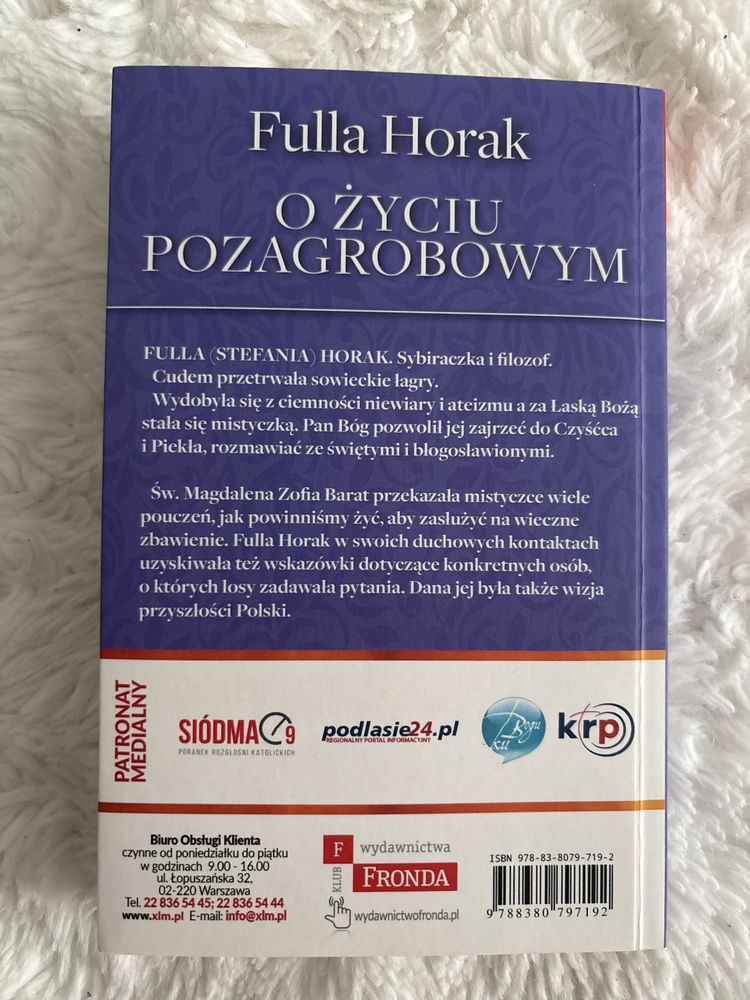 Fulla Horak
O ŻYCIU
POZAGROBOWYM
FULLA (STEFANIA) HORAK. Sybiraczka i filozof.
Cudem przetrwała sowieckie łagry.
Wydobyła się z ciemności niewiary i ateizmu a za Łaską Bożą
stała się mistyczką. Pan Bóg pozwolił jej zajrzeć do Czyśćca
i Piekła, rozmawiać ze świętymi i błogosławionymi.
Św. Magdalena Zofia Barat przekazała mistyczce wiele
pouczeń, jak powinniśmy żyć, aby zasłużyć na wieczne
zbawienie. Fulla Horak w swoich duchowych kontaktach
uzyskiwała też wskazówki dotyczące konkretnych osób,
o których losy zadawała pytania. Dana jej była także wizja
przyszłości Polski.
PATRONAT
MEDIALNY
SIÓDMA 9
PORANEK ROZGŁOŚNI KATOLICKICH
podlasie24.pl
REGIONALNY PORTAL INFORMACYJNY
ku Bogu
krp
Biuro Obsługi Klienta
czynne od poniedziałku do piątku
w godzinach 9.00 - 16.00
ul. Łopuszańska 32,
02-220 Warszawa
Tel. 22 836 54 45; 22 836 54 44
www.xlm.pl E-mail: info@xlm.pl
F wydawnictwa
KLUB FRONDA
wydawnictwofronda.pl
ISBN 978-83-8079-719-2
9 788380 797192